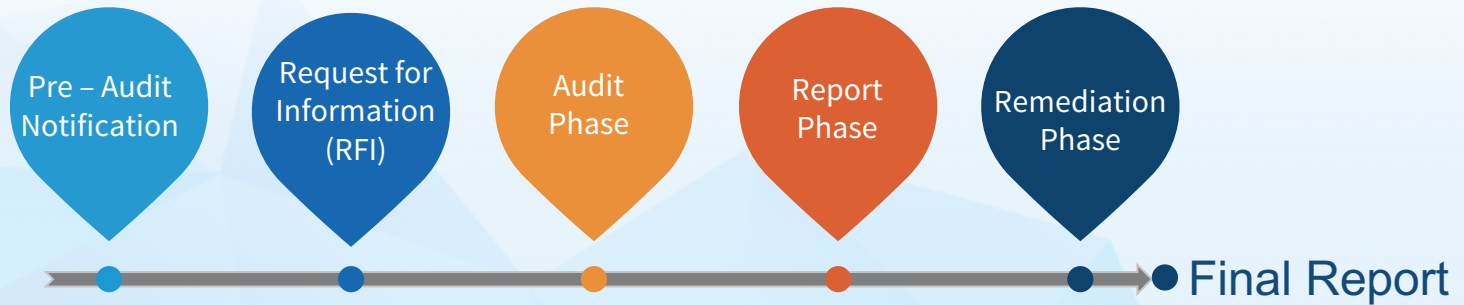 Pre – Audit
Notification
Request for
Information
(RFI)
Audit
Phase
Report
Phase
Remediation
Phase
Final Report